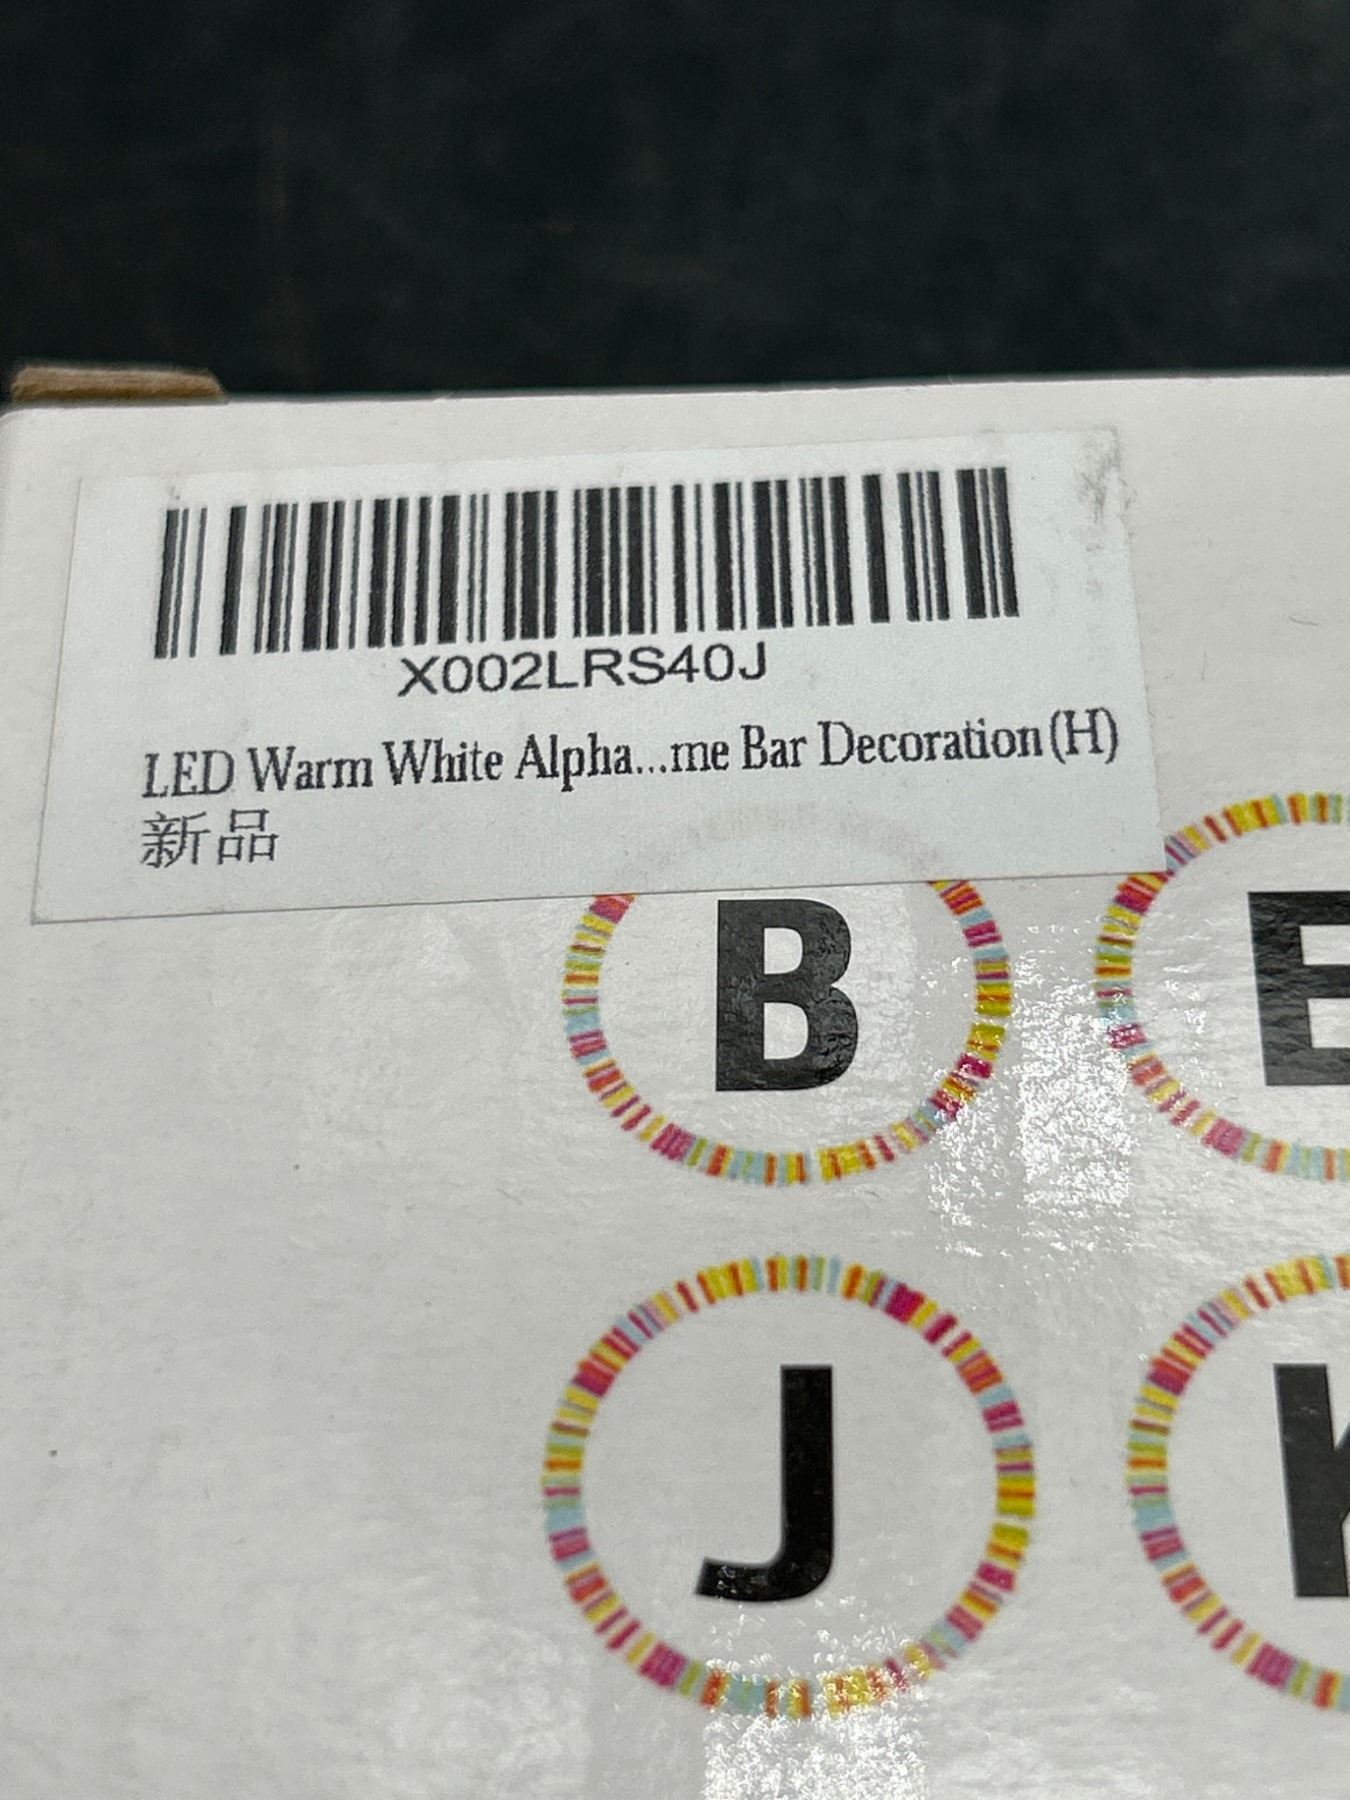 X002LRS40J
LED Warm White Alpha...me Bar Decoration(H)
新品
B E
J K